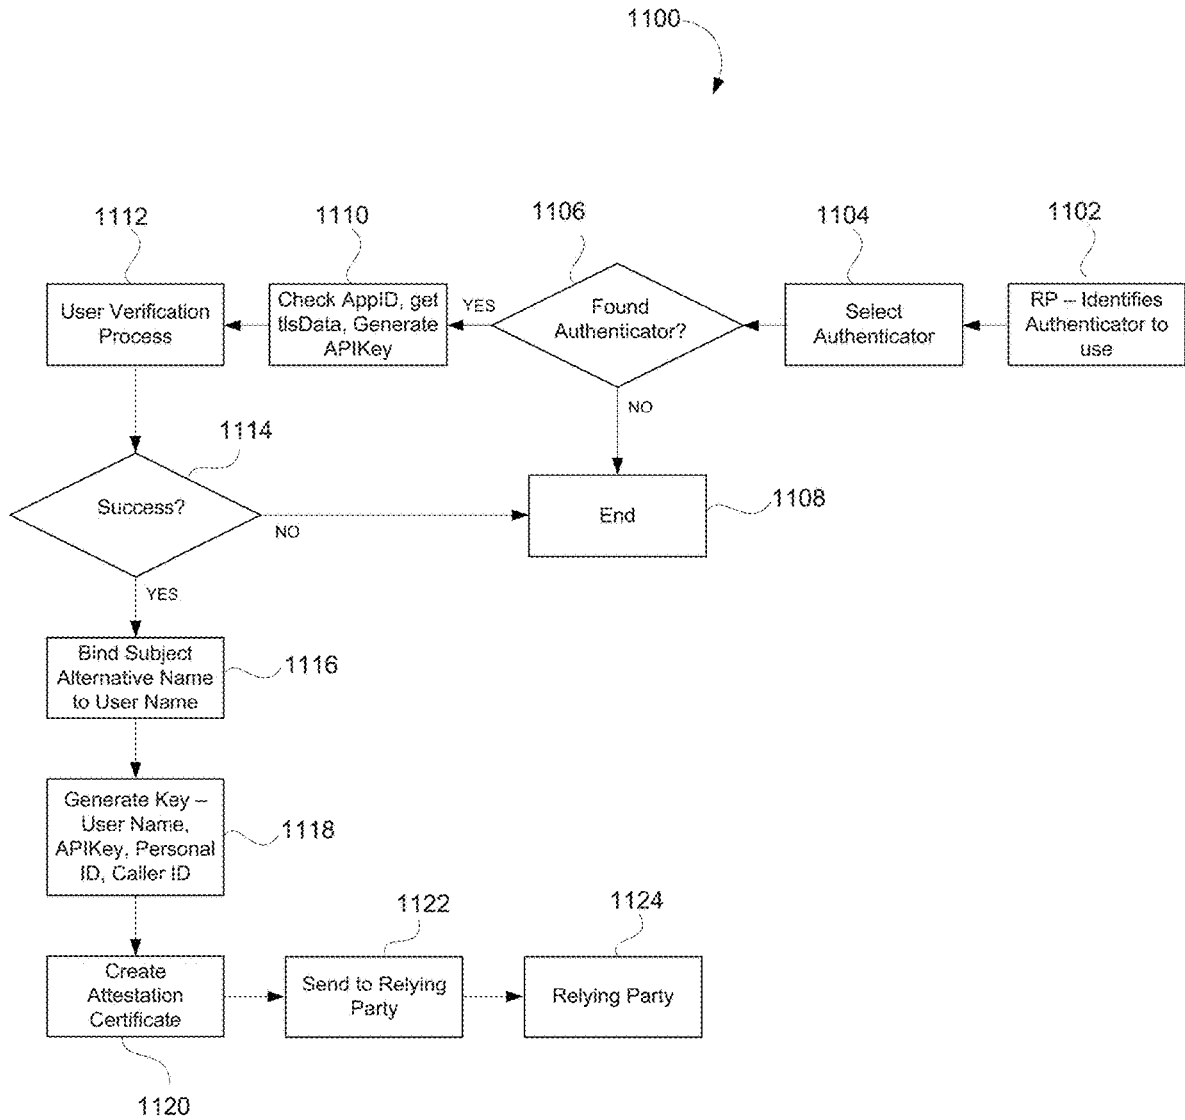 1100
1112
1110
1106
1104
1102
User Verification
Process
Check AppID, get
tlsData, Generate
APIKey
YES
Found
Authenticator?
Select
Authenticator
RP – Identifies
Authenticator to
use
NO
1114
Success?
NO
End
1108
YES
Bind Subject
Alternative Name
to User Name
1116
Generate Key –
User Name,
APIKey, Personal
ID, Caller ID
1118
1122
1124
Create
Attestation
Certificate
Send to Relying
Party
Relying Party
1120